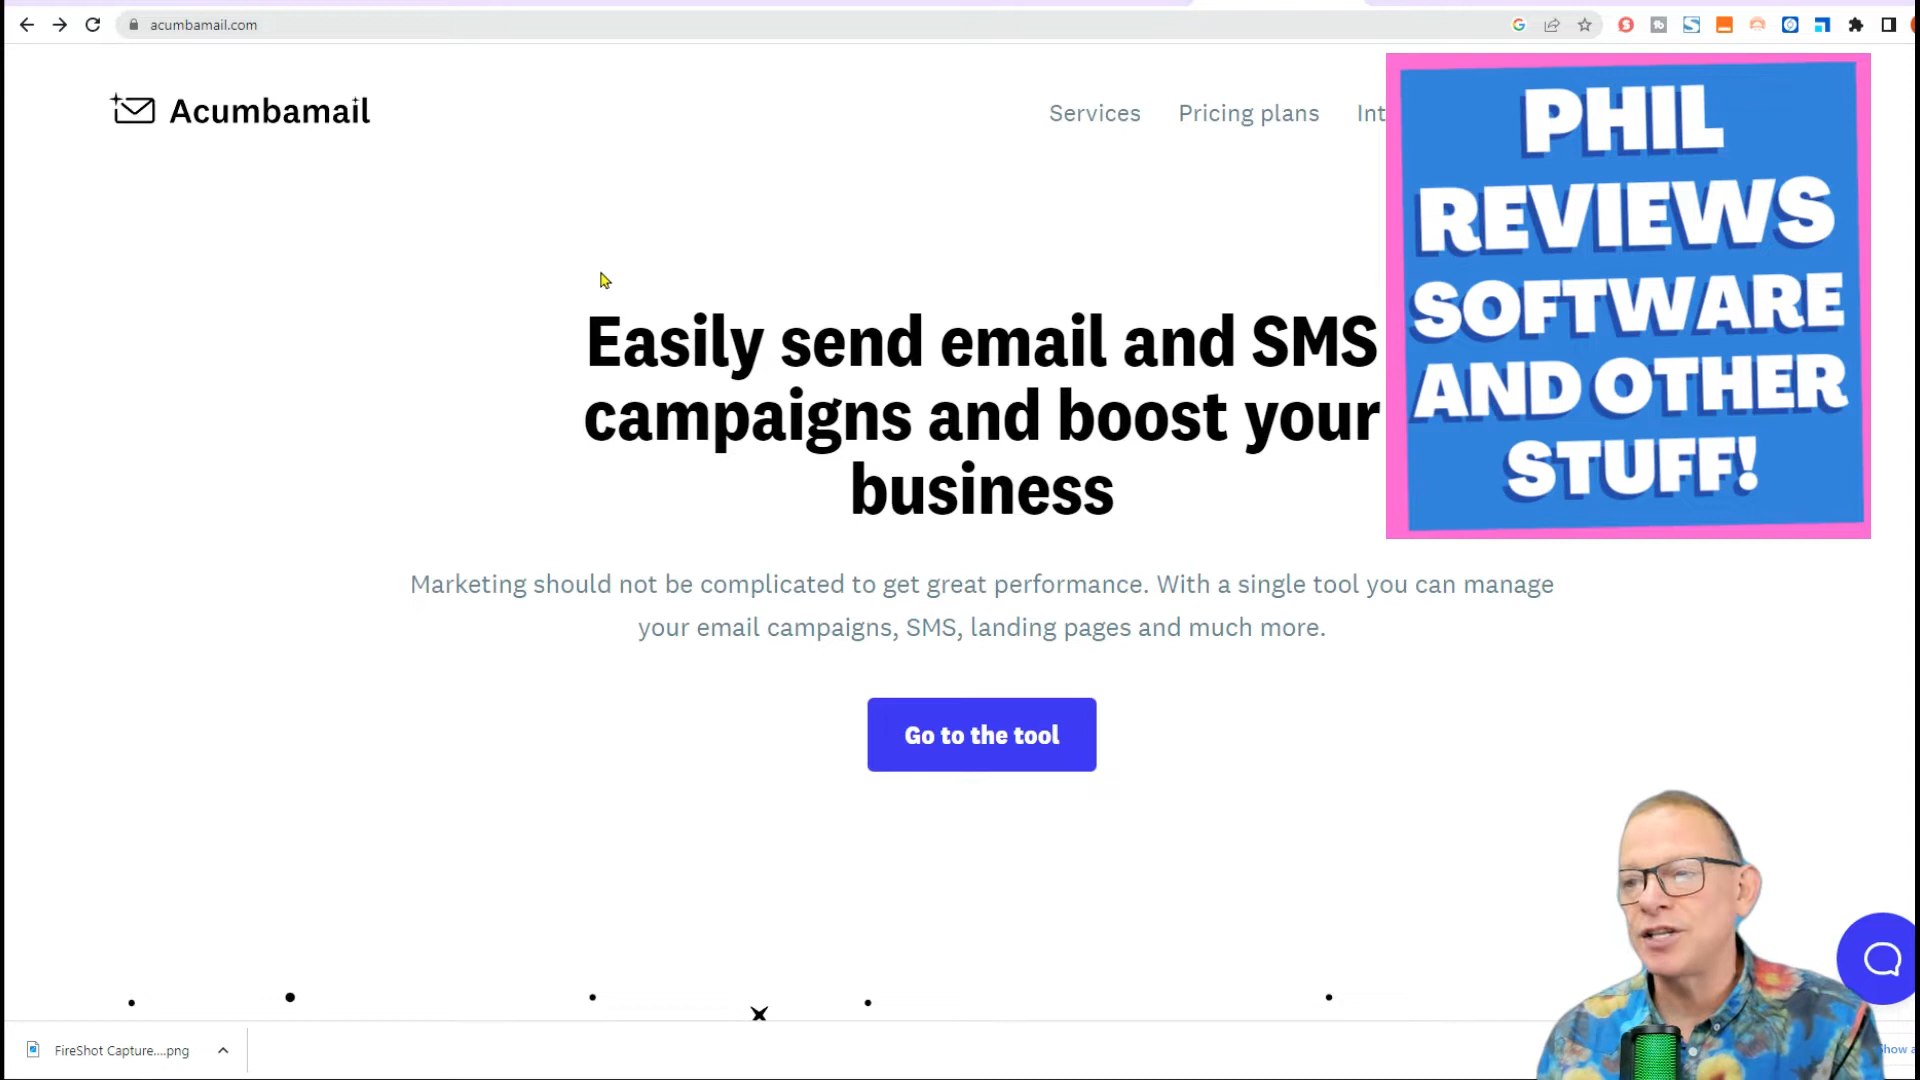 acumbamail.com
Acumbamail
Services
Pricing plans
Int
PHIL
REVIEWS
SOFTWARE
AND OTHER
STUFF!
Easily send email and SMS
campaigns and boost your
business
Marketing should not be complicated to get great performance. With a single tool you can manage
your email campaigns, SMS, landing pages and much more.
Go to the tool
FireShot Capture....png
Show a